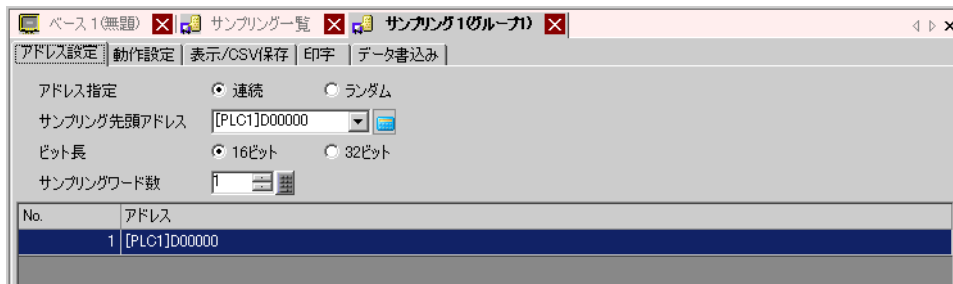 ベース 1(無題) サンプリング一覧 サンプリング 1(グループ1)
アドレス設定 動作設定 表示/CSV保存 印字 データ書込み
アドレス指定 連続 ランダム
サンプリング先頭アドレス [PLC1]D00000
ビット長 16ビット 32ビット
サンプリングワード数 1
No. アドレス
1 [PLC1]D00000